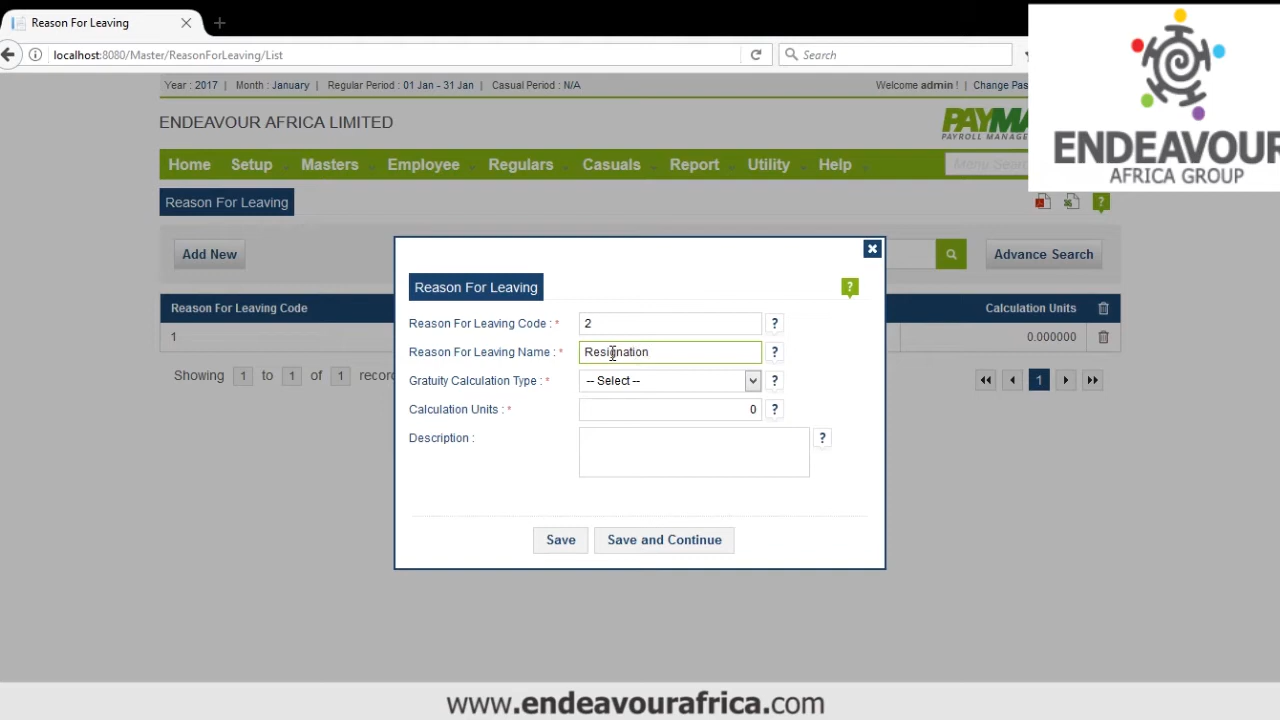 Reason For Leaving
localhost:8080/Master/ReasonForLeaving/List
Search
Year : 2017 | Month : January | Regular Period : 01 Jan - 31 Jan | Casual Period : N/A
Welcome admin ! | Change Pas
ENDEAVOUR AFRICA LIMITED
PAYMA
PAYROLL MANAGE
ENDEAVOUR
AFRICA GROUP
Home Setup Masters Employee Regulars Casuals Report Utility Help
Menu Search
Reason For Leaving
?
Add New
Advance Search
Reason For Leaving Code
Calculation Units
1
0.000000
Showing 1 to 1 of 1 recor
1
Reason For Leaving
?
Reason For Leaving Code : * 2 ?
Reason For Leaving Name : * Resignation ?
Gratuity Calculation Type : * -- Select -- ?
Calculation Units : * 0 ?
Description : ?
Save Save and Continue
www.endeavourafrica.com